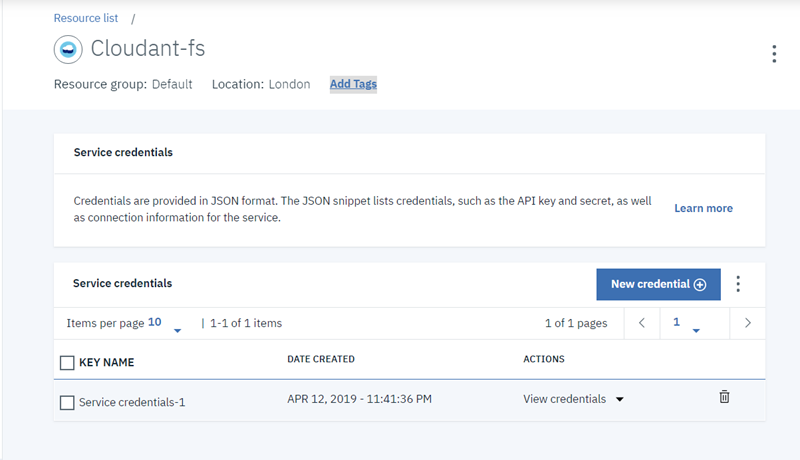 Resource list /
Cloudant-fs
Resource group: Default Location: London Add Tags
Service credentials
Credentials are provided in JSON format. The JSON snippet lists credentials, such as the API key and secret, as well
as connection information for the service.
Learn more
Service credentials
New credential
Items per page 10 | 1-1 of 1 items 1 of 1 pages 1
KEY NAME DATE CREATED ACTIONS
Service credentials-1 APR 12, 2019 - 11:41:36 PM View credentials